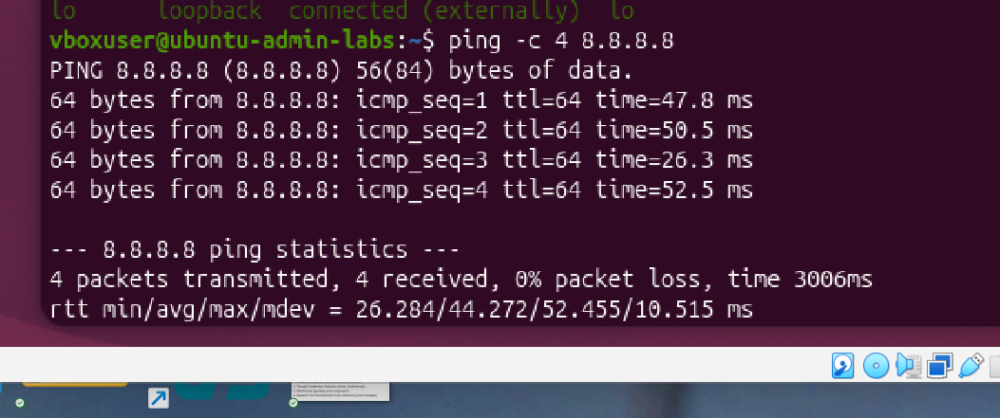 lo loopback connected (externally) lo
vboxuser@ubuntu-admin-labs:~$ ping -c 4 8.8.8.8
PING 8.8.8.8 (8.8.8.8) 56(84) bytes of data.
64 bytes from 8.8.8.8: icmp_seq=1 ttl=64 time=47.8 ms
64 bytes from 8.8.8.8: icmp_seq=2 ttl=64 time=50.5 ms
64 bytes from 8.8.8.8: icmp_seq=3 ttl=64 time=26.3 ms
64 bytes from 8.8.8.8: icmp_seq=4 ttl=64 time=52.5 ms
--- 8.8.8.8 ping statistics ---
4 packets transmitted, 4 received, 0% packet loss, time 3006ms
rtt min/avg/max/mdev = 26.284/44.272/52.455/10.515 ms